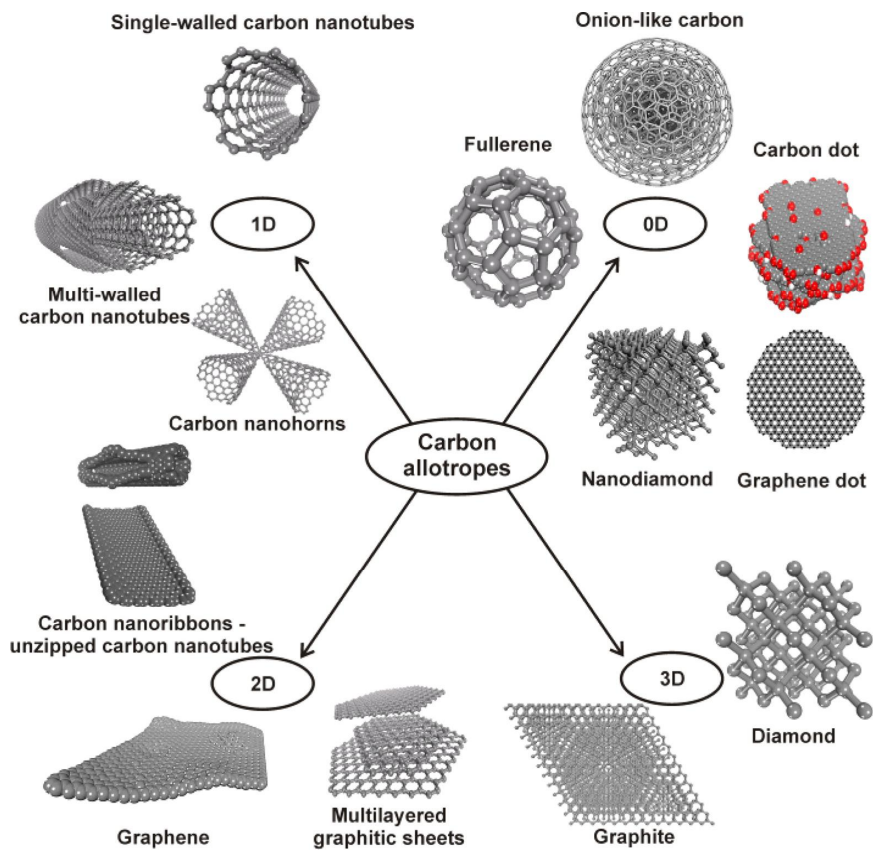 Single-walled carbon nanotubes
Onion-like carbon
Fullerene
Carbon dot
1D
0D
Multi-walled
carbon nanotubes
Carbon nanohorns
Carbon
allotropes
Nanodiamond
Graphene dot
Carbon nanoribbons -
unzipped carbon nanotubes
2D
3D
Diamond
Graphene
Multilayered
graphitic sheets
Graphite